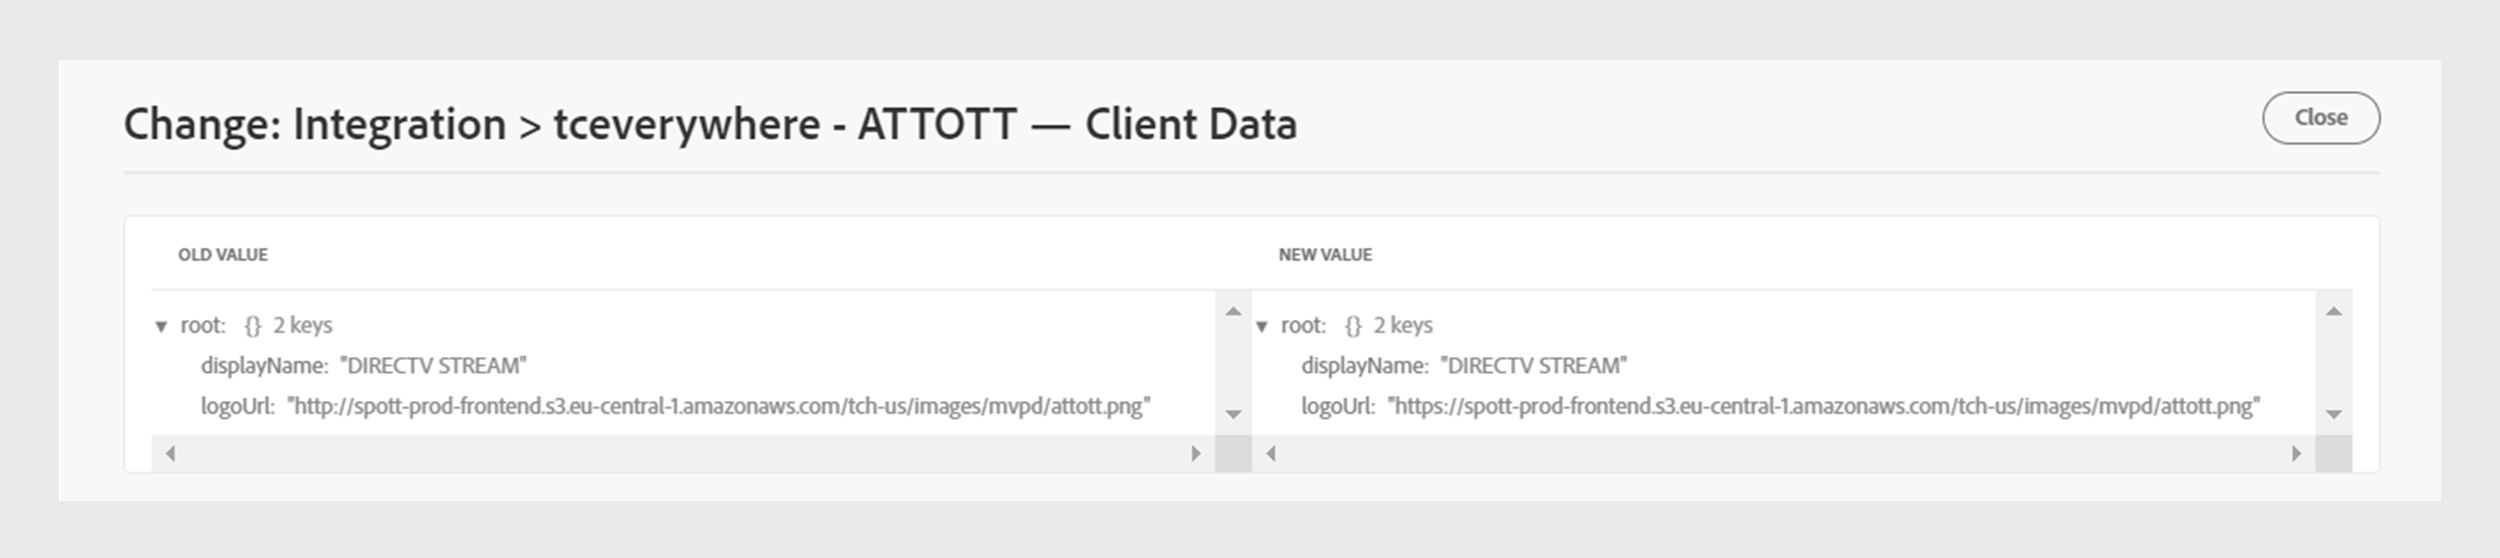 Change: Integration > tceverywhere - ATTOTT — Client Data
Close
OLD VALUE
▼ root: {} 2 keys
displayName: "DIRECTV STREAM"
logoUrl: "http://spott-prod-frontend.s3.eu-central-1.amazonaws.com/tch-us/images/mvpd/attott.png"
NEW VALUE
▼ root: {} 2 keys
displayName: "DIRECTV STREAM"
logoUrl: "https://spott-prod-frontend.s3.eu-central-1.amazonaws.com/tch-us/images/mvpd/attott.png"